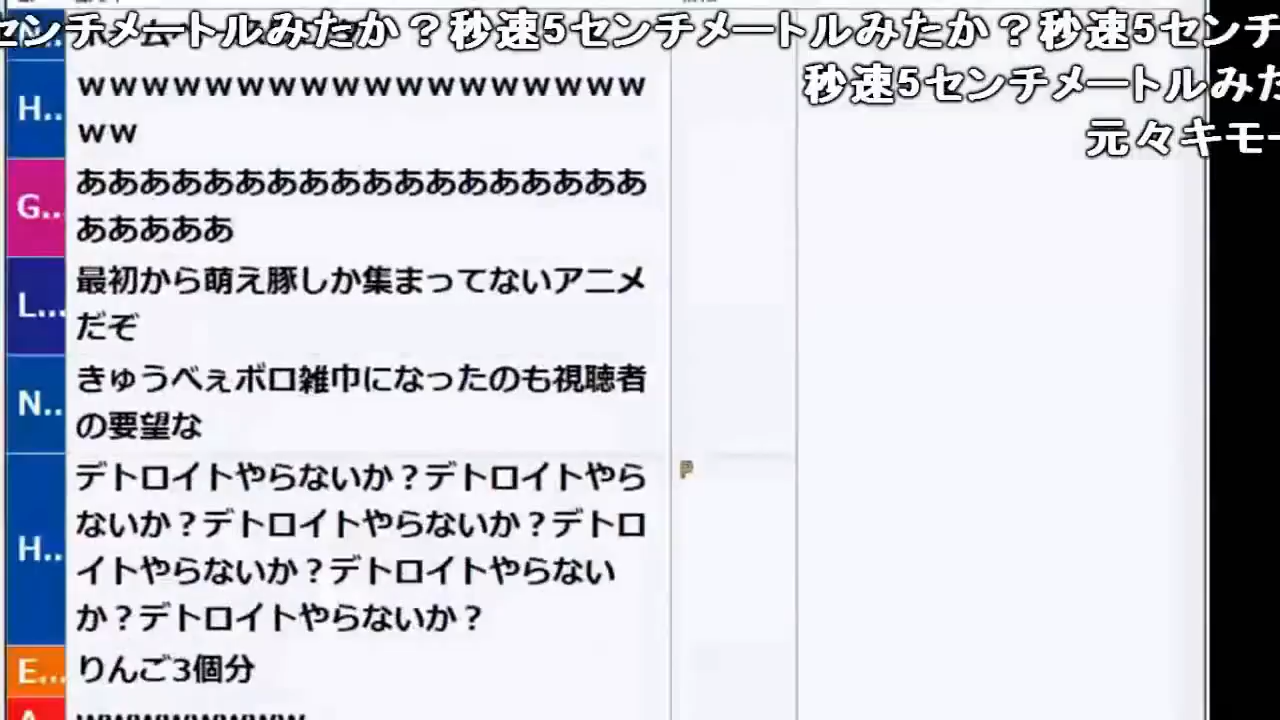 センチメートルみたか？秒速5センチメートルみたか？秒速5センチ
秒速5センチメートルみた
元々キモー
N..
H..
wwwwwwwwwwwwwwwwww
ww
G..
ああああああああああああああああああ
あああああ
L...
最初から萌え豚しか集まってないアニメ
だぞ
N..
きゅうべぇボロ雑巾になったのも視聴者
の要望な
H..
デトロイトやらないか？デトロイトやら
ないか？デトロイトやらないか？デトロ
イトやらないか？デトロイトやらない
か？デトロイトやらないか？
P
E...
りんご3個分
A
wwwwwwwww